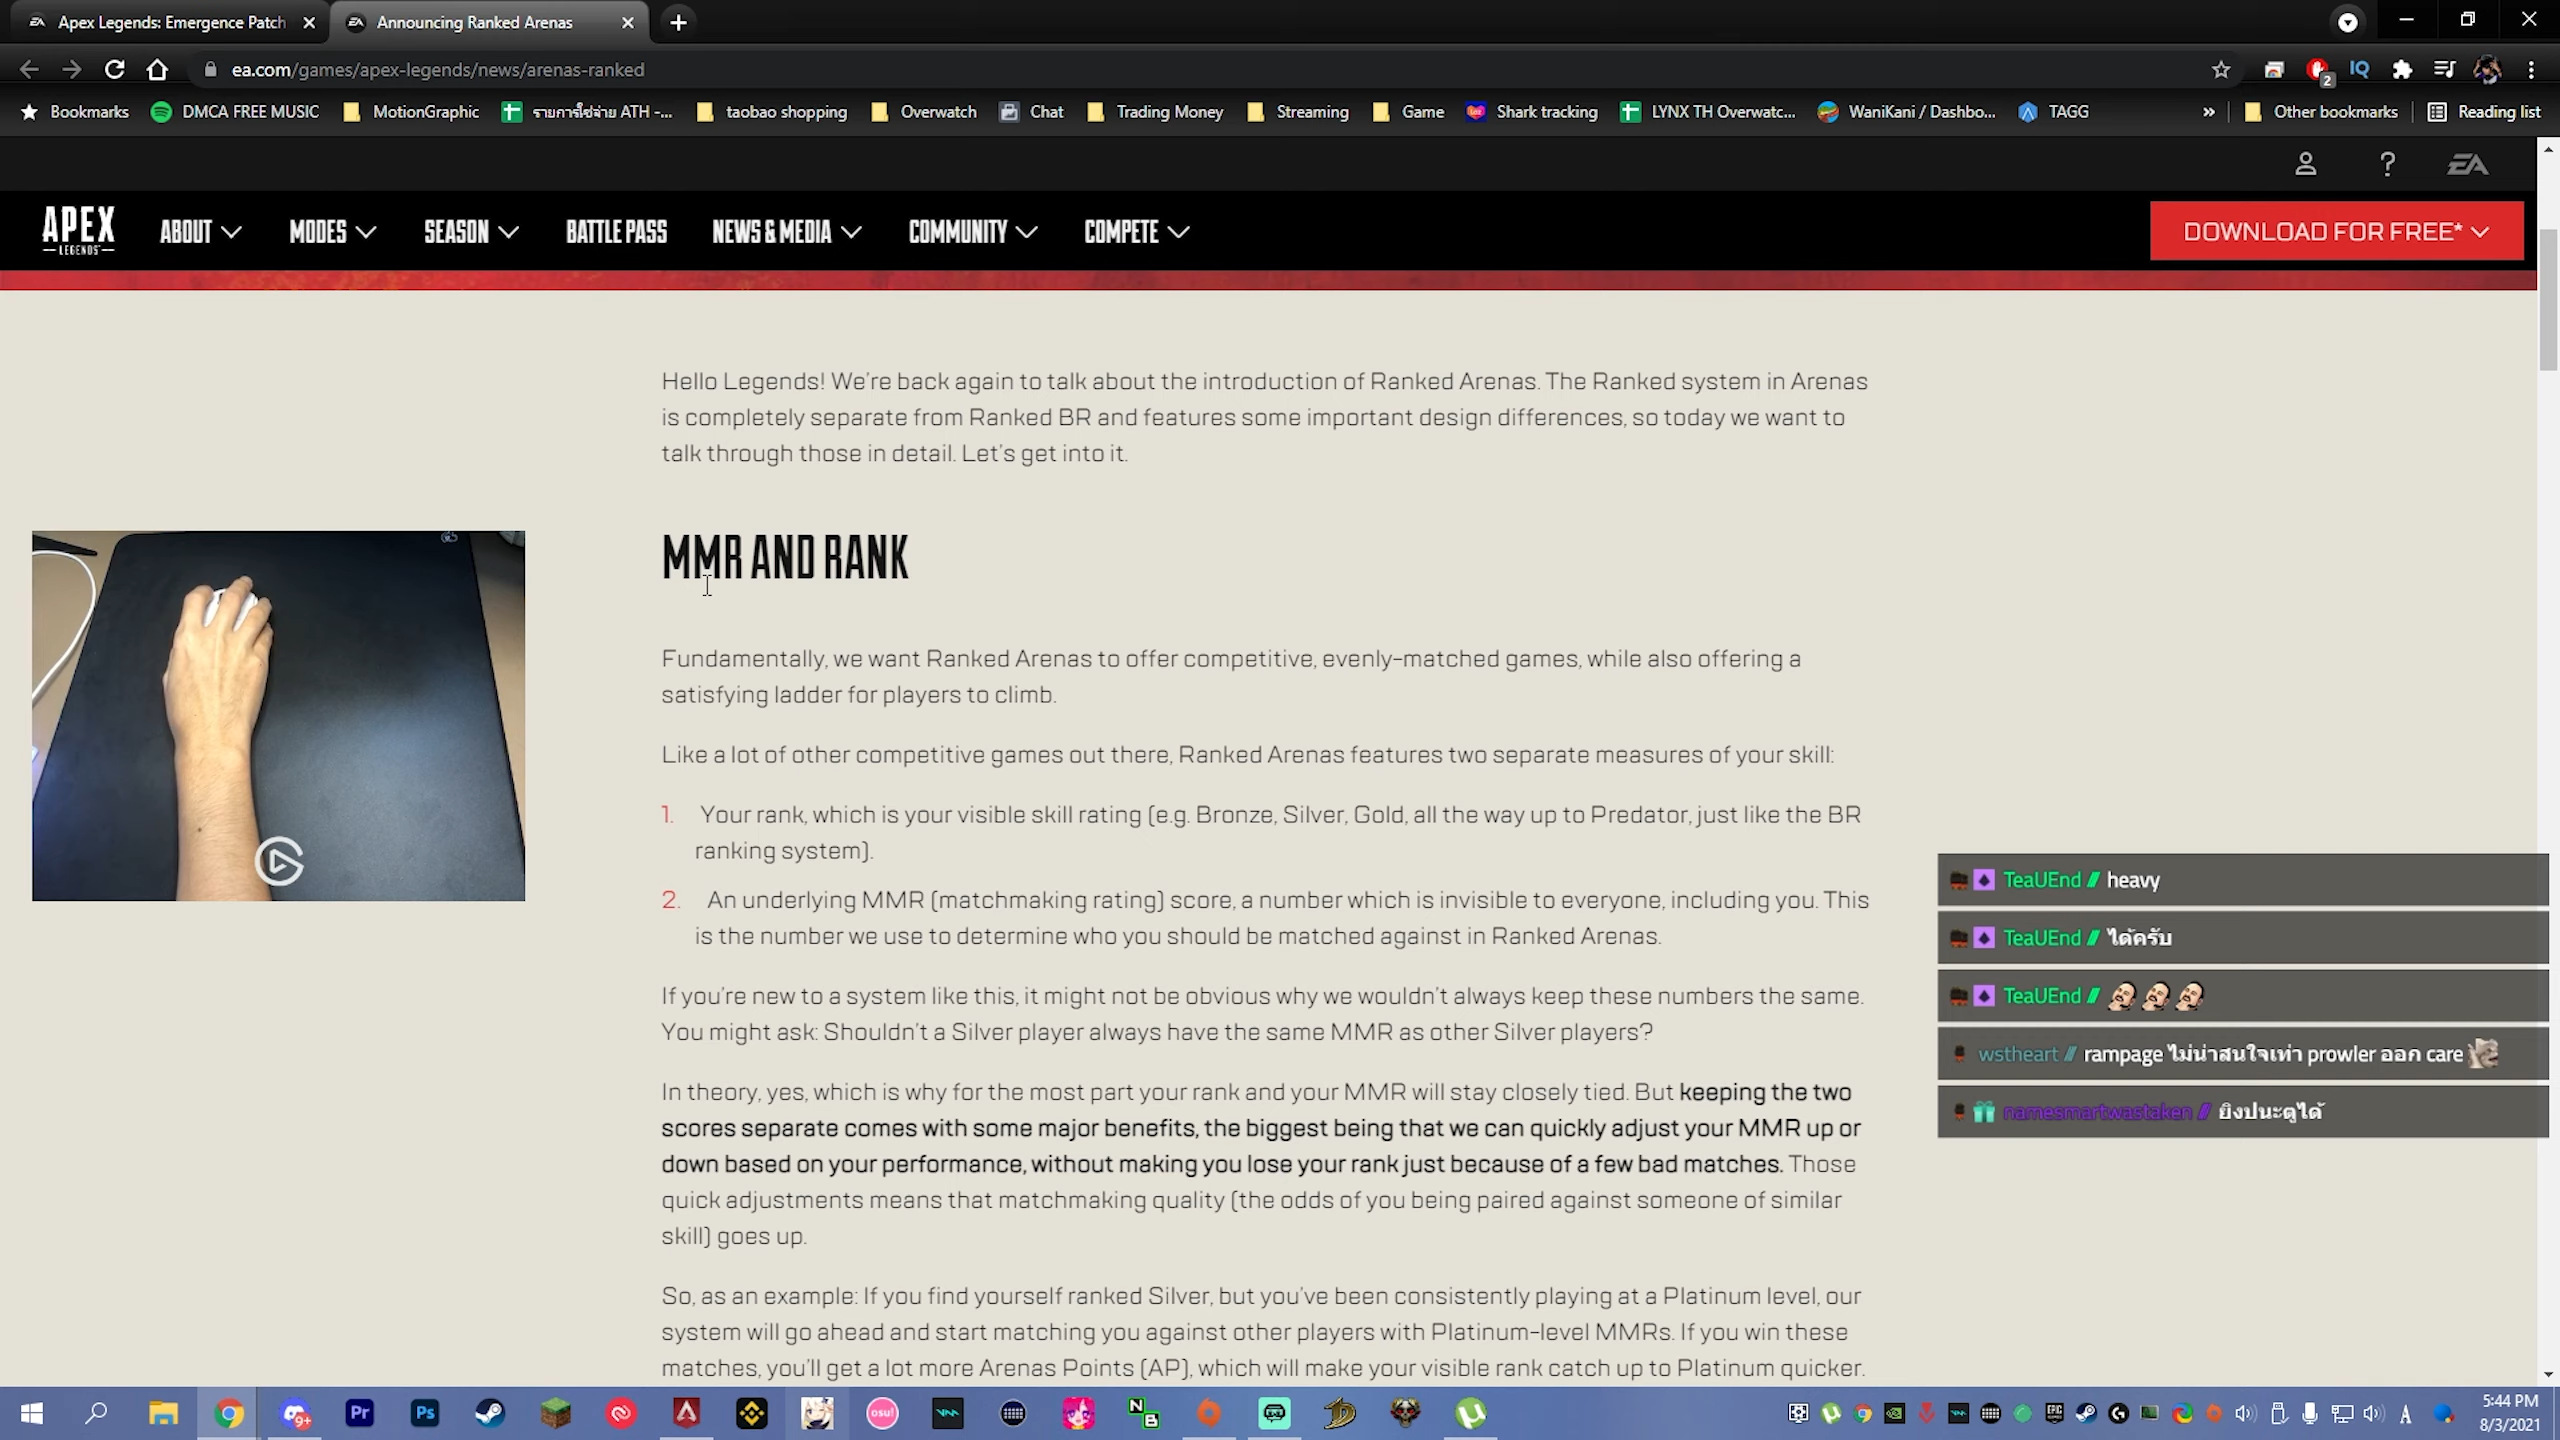 Apex Legends: Emergence Patch
Announcing Ranked Arenas
ea.com/games/apex-legends/news/arenas-ranked
2
Bookmarks
DMCA FREE MUSIC
MotionGraphic
รายการใช้จ่าย ATH -...
taobao shopping
Overwatch
Chat
Trading Money
Streaming
Game
Shark tracking
LYNX TH Overwatc...
WaniKani / Dashbo...
TAGG
»
Other bookmarks
Reading list
EA
APEX
LEGENDS
ABOUT
MODES
SEASON
BATTLE PASS
NEWS & MEDIA
COMMUNITY
COMPETE
DOWNLOAD FOR FREE*
Hello Legends! We're back again to talk about the introduction of Ranked Arenas. The Ranked system in Arenas
is completely separate from Ranked BR and features some important design differences, so today we want to
talk through those in detail. Let's get into it.
MMR AND RANK
Fundamentally, we want Ranked Arenas to offer competitive, evenly-matched games, while also offering a
satisfying ladder for players to climb.
Like a lot of other competitive games out there, Ranked Arenas features two separate measures of your skill:
1. Your rank, which is your visible skill rating (e.g. Bronze, Silver, Gold, all the way up to Predator, just like the BR
ranking system).
2. An underlying MMR (matchmaking rating) score, a number which is invisible to everyone, including you. This
is the number we use to determine who you should be matched against in Ranked Arenas.
If you're new to a system like this, it might not be obvious why we wouldn't always keep these numbers the same.
You might ask: Shouldn't a Silver player always have the same MMR as other Silver players?
In theory, yes, which is why for the most part your rank and your MMR will stay closely tied. But keeping the two
scores separate comes with some major benefits, the biggest being that we can quickly adjust your MMR up or
down based on your performance, without making you lose your rank just because of a few bad matches. Those
quick adjustments means that matchmaking quality (the odds of you being paired against someone of similar
skill) goes up.
So, as an example: If you find yourself ranked Silver, but you've been consistently playing at a Platinum level, our
system will go ahead and start matching you against other players with Platinum-level MMRs. If you win these
matches, you'll get a lot more Arenas Points (AP), which will make your visible rank catch up to Platinum quicker.
TeaUEnd // heavy
TeaUEnd // ได้ครับ
TeaUEnd //
wstheart // rampage ไม่น่าสนใจเท่า prowler ออก care
namesmartwastaken // ยิงปนะตูได้
9+
Pr
Ps
osu!
N
B
A
5:44 PM
8/3/2021